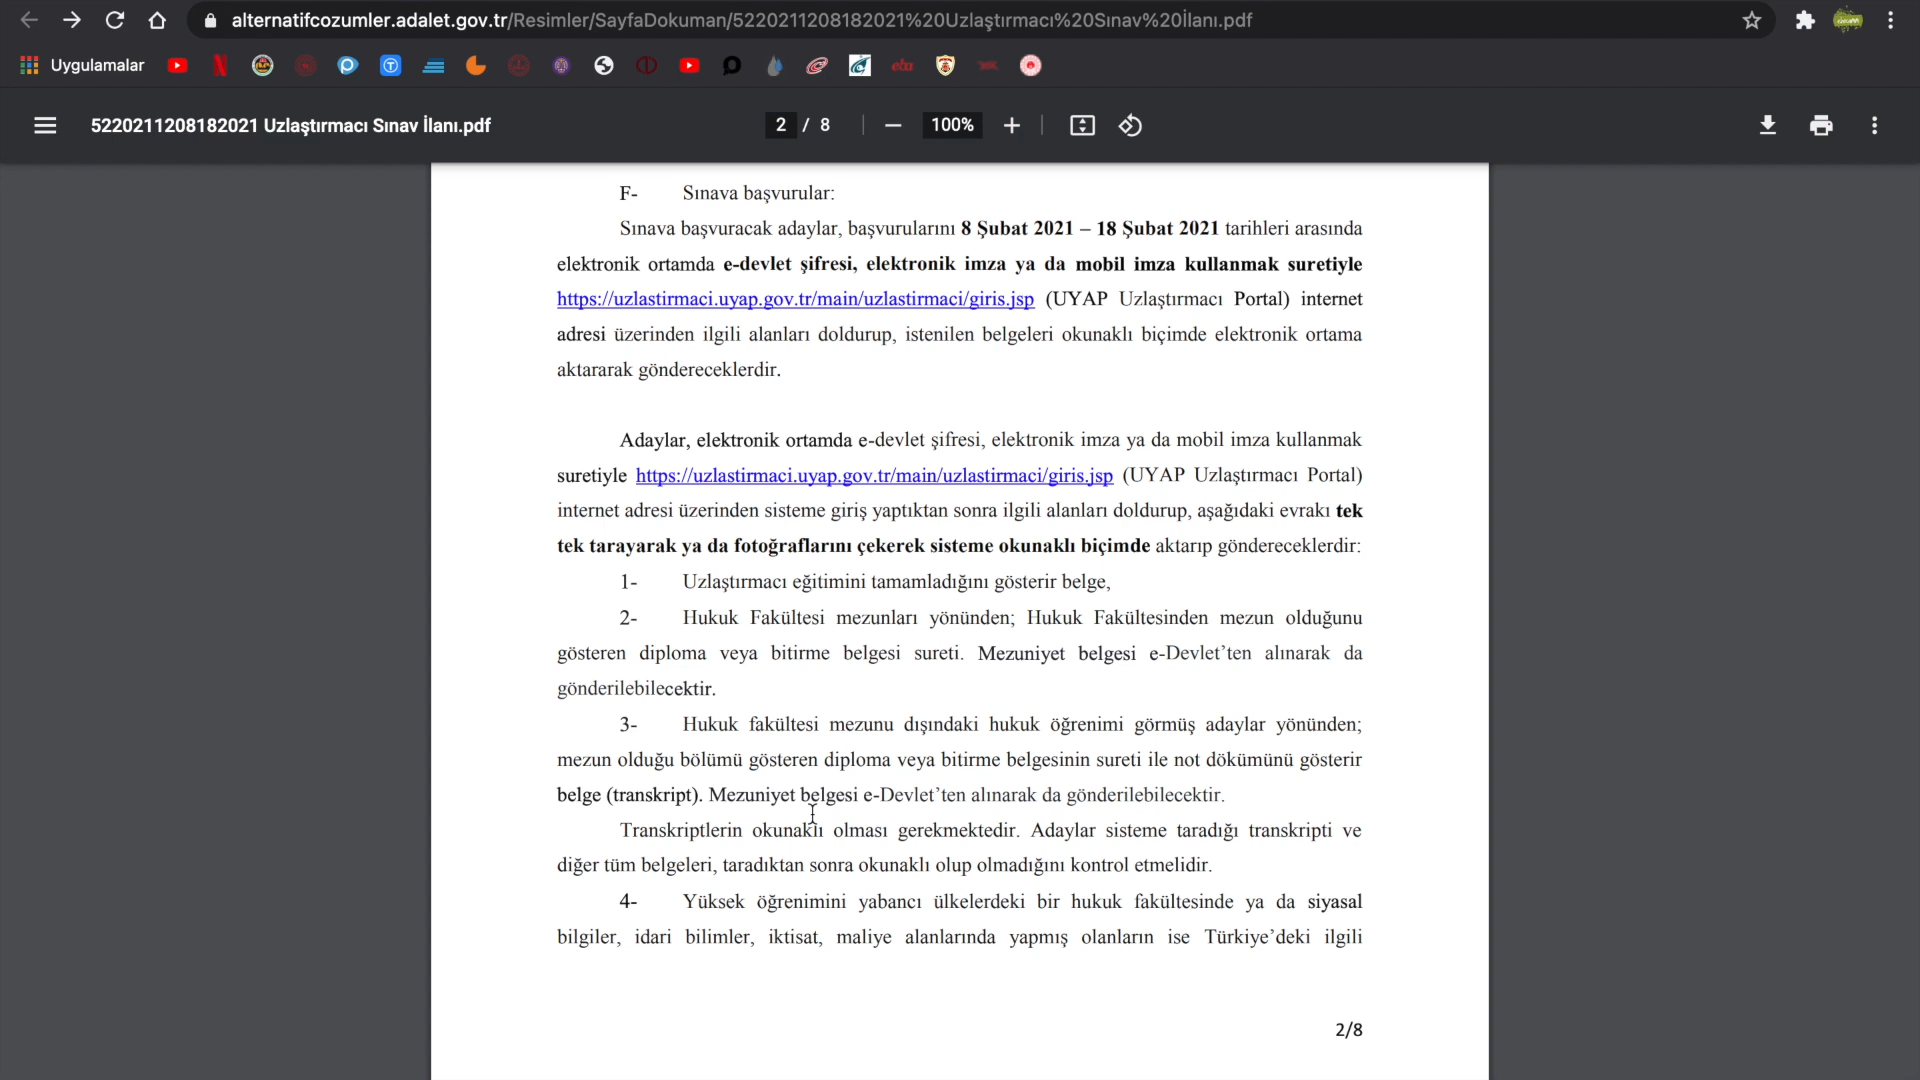 alternatifcozumler.adalet.gov.tr/Resimler/SayfaDokuman/5220211208182021%20Uzlaştırmacı%20Sınav%20İlanı.pdf
Uygulamalar
eba
5220211208182021 Uzlaştırmacı Sınav İlanı.pdf
2 / 8
100%
F- Sınava başvurular:
Sınava başvuracak adaylar, başvurularını 8 Şubat 2021 – 18 Şubat 2021 tarihleri arasında
elektronik ortamda e-devlet şifresi, elektronik imza ya da mobil imza kullanmak suretiyle
https://uzlastirmaci.uyap.gov.tr/main/uzlastirmaci/giris.jsp (UYAP Uzlaştırmacı Portal) internet
adresi üzerinden ilgili alanları doldurup, istenilen belgeleri okunaklı biçimde elektronik ortama
aktararak göndereceklerdir.
Adaylar, elektronik ortamda e-devlet şifresi, elektronik imza ya da mobil imza kullanmak
suretiyle https://uzlastirmaci.uyap.gov.tr/main/uzlastirmaci/giris.jsp (UYAP Uzlaştırmacı Portal)
internet adresi üzerinden sisteme giriş yaptıktan sonra ilgili alanları doldurup, aşağıdaki evrakı tek
tek tarayarak ya da fotoğraflarını çekerek sisteme okunaklı biçimde aktarıp göndereceklerdir:
1- Uzlaştırmacı eğitimini tamamladığını gösterir belge,
2- Hukuk Fakültesi mezunları yönünden; Hukuk Fakültesinden mezun olduğunu
gösteren diploma veya bitirme belgesi sureti. Mezuniyet belgesi e-Devlet’ten alınarak da
gönderilebilecektir.
3- Hukuk fakültesi mezunu dışındaki hukuk öğrenimi görmüş adaylar yönünden;
mezun olduğu bölümü gösteren diploma veya bitirme belgesinin sureti ile not dökümünü gösterir
belge (transkript). Mezuniyet belgesi e-Devlet’ten alınarak da gönderilebilecektir.
Transkriptlerin okunaklı olması gerekmektedir. Adaylar sisteme taradığı transkripti ve
diğer tüm belgeleri, taradıktan sonra okunaklı olup olmadığını kontrol etmelidir.
4- Yüksek öğrenimini yabancı ülkelerdeki bir hukuk fakültesinde ya da siyasal
bilgiler, idari bilimler, iktisat, maliye alanlarında yapmış olanların ise Türkiye’deki ilgili
2/8